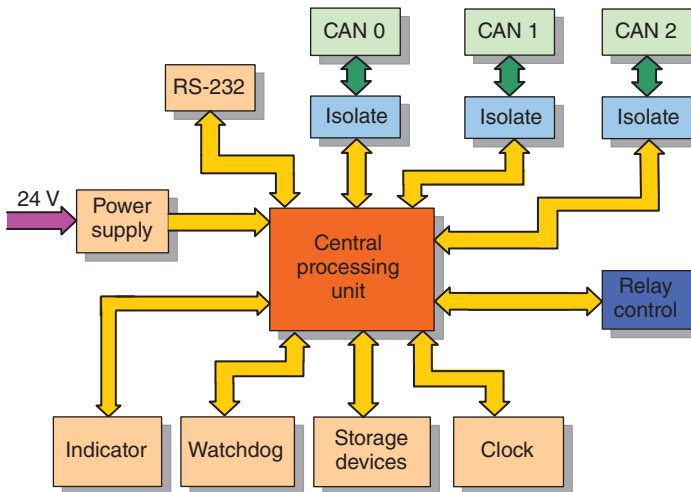 CAN 0
CAN 1
CAN 2
RS-232
Isolate
Isolate
Isolate
24 V
Power
supply
Central
processing
unit
Relay
control
Indicator
Watchdog
Storage
devices
Clock